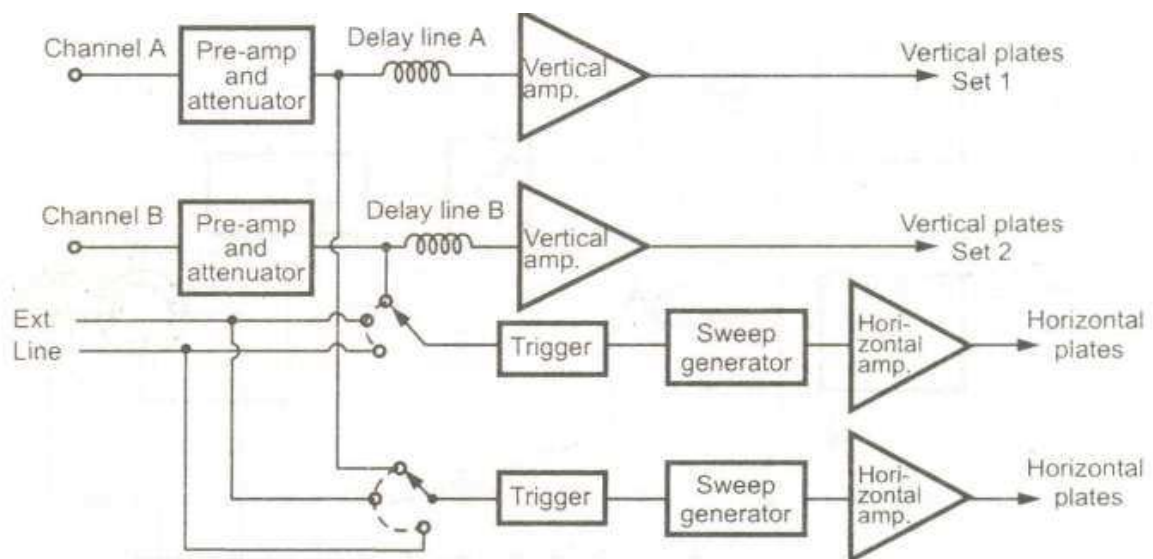 Channel A
Pre-amp
and
attenuator
Delay line A
Vertical
amp.
Vertical plates
Set 1
Channel B
Pre-amp
and
attenuator
Delay line B
Vertical
amp.
Vertical plates
Set 2
Ext.
Line
Trigger
Sweep
generator
Hori-
zontal
amp.
Horizontal
plates
Trigger
Sweep
generator
Hori-
zontal
amp.
Horizontal
plates